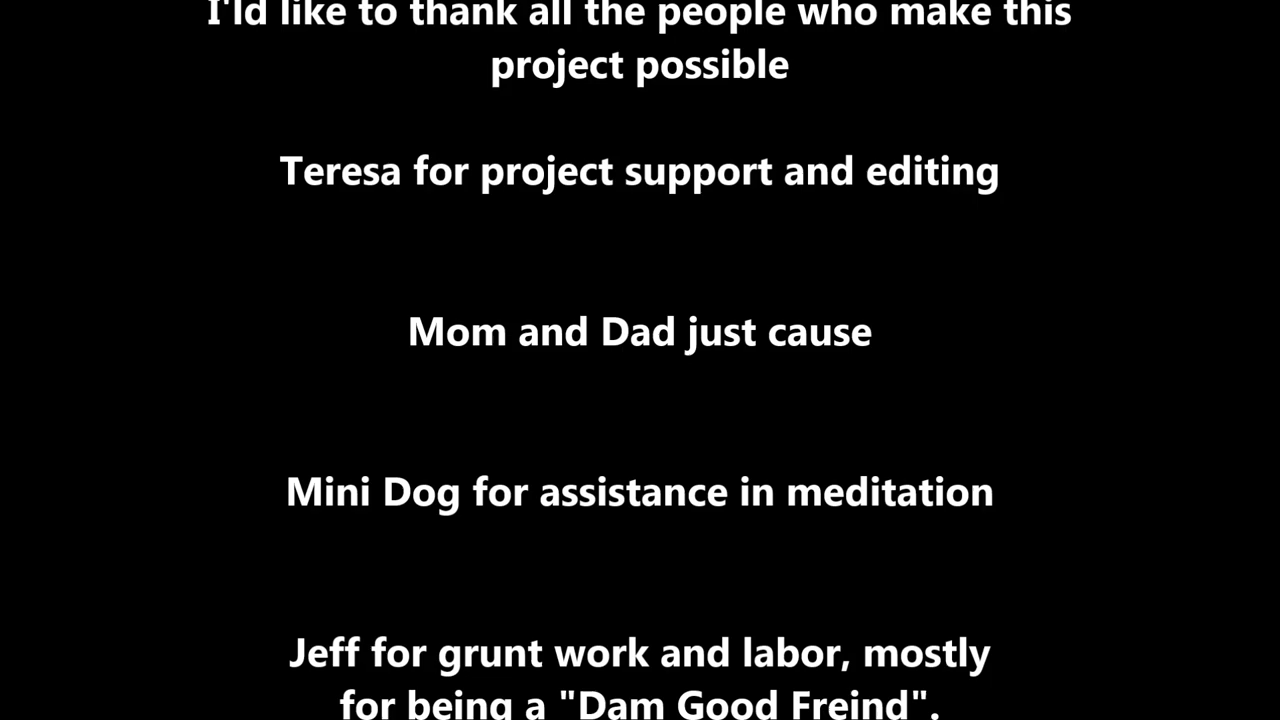 I'ld like to thank all the people who make this
project possible
Teresa for project support and editing
Mom and Dad just cause
Mini Dog for assistance in meditation
Jeff for grunt work and labor, mostly
for being a "Dam Good Freind".